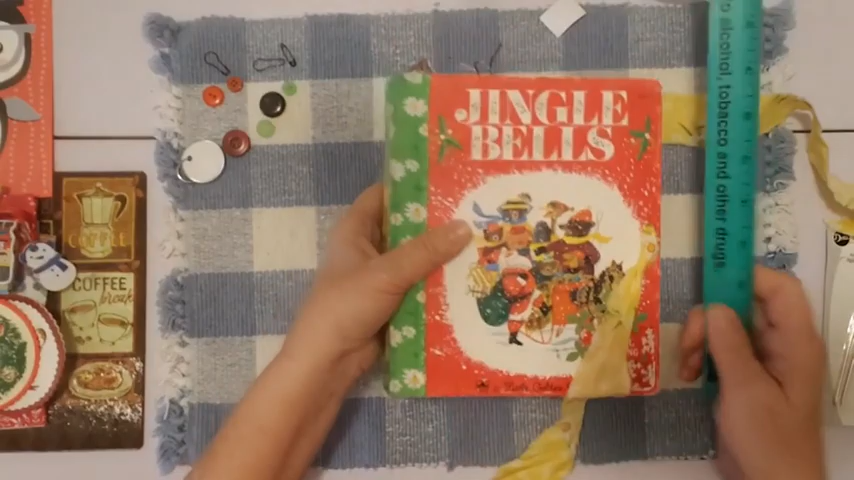 JINGLE
BELLS
o alcohol, tobacco and other drugs.
COFFEE
COFFEE
break